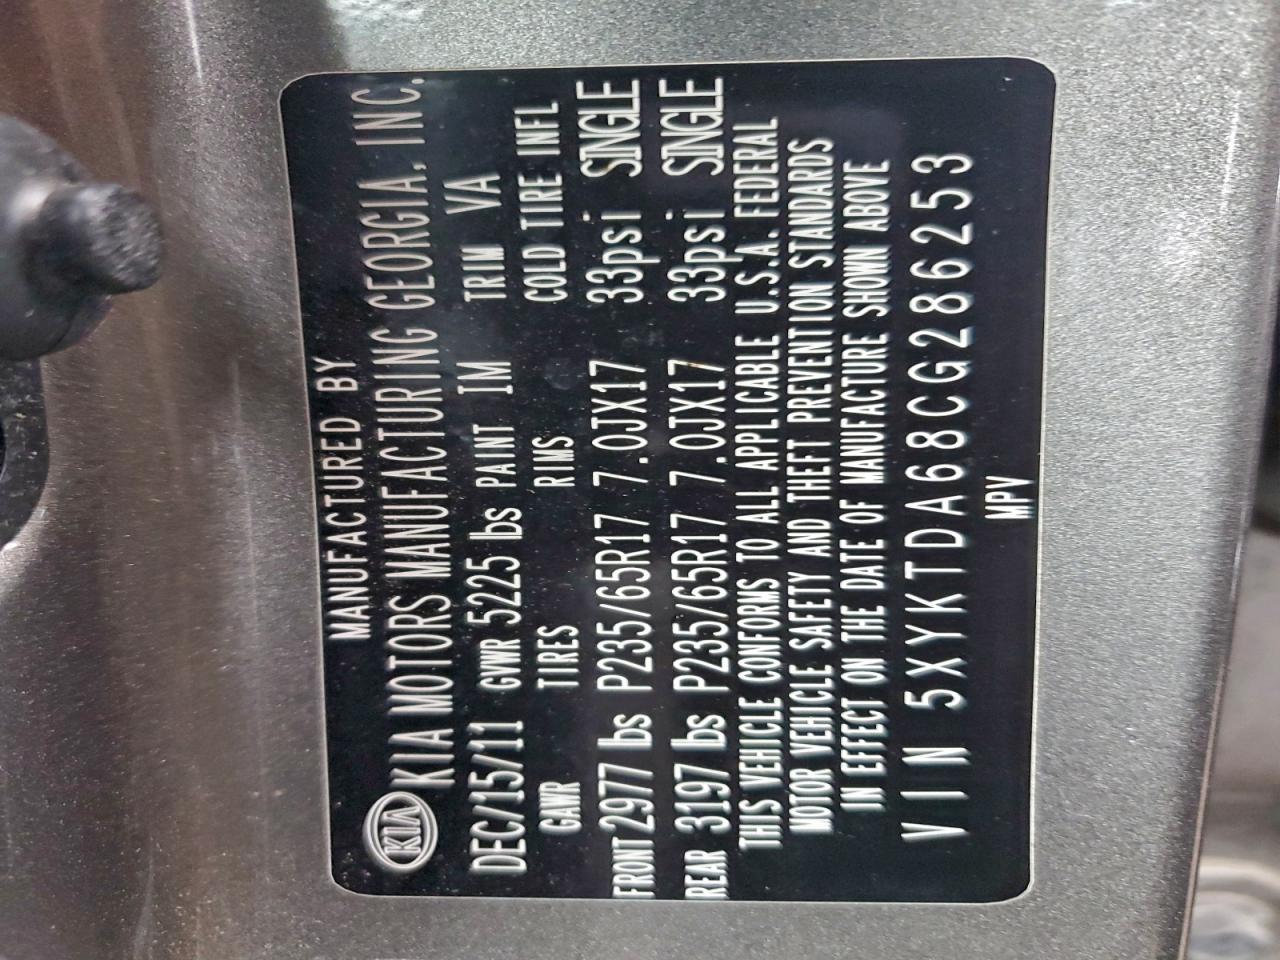 MANUFACTURED BY
KIA KIA MOTORS MANUFACTURING GEORGIA, INC.
DEC/15/11 GVWR 5225 lbs PAINT IM TRIM VA
GAWR TIRES RIMS COLD TIRE INFL
FRONT 2977 lbs P235/65R17 7.0JX17 33psi SINGLE
REAR 3197 lbs P235/65R17 7.0JX17 33psi SINGLE
THIS VEHICLE CONFORMS TO ALL APPLICABLE U.S.A. FEDERAL
MOTOR VEHICLE SAFETY AND THEFT PREVENTION STANDARDS
IN EFFECT ON THE DATE OF MANUFACTURE SHOWN ABOVE
VIN 5XYKTDA68CG286253
MPV